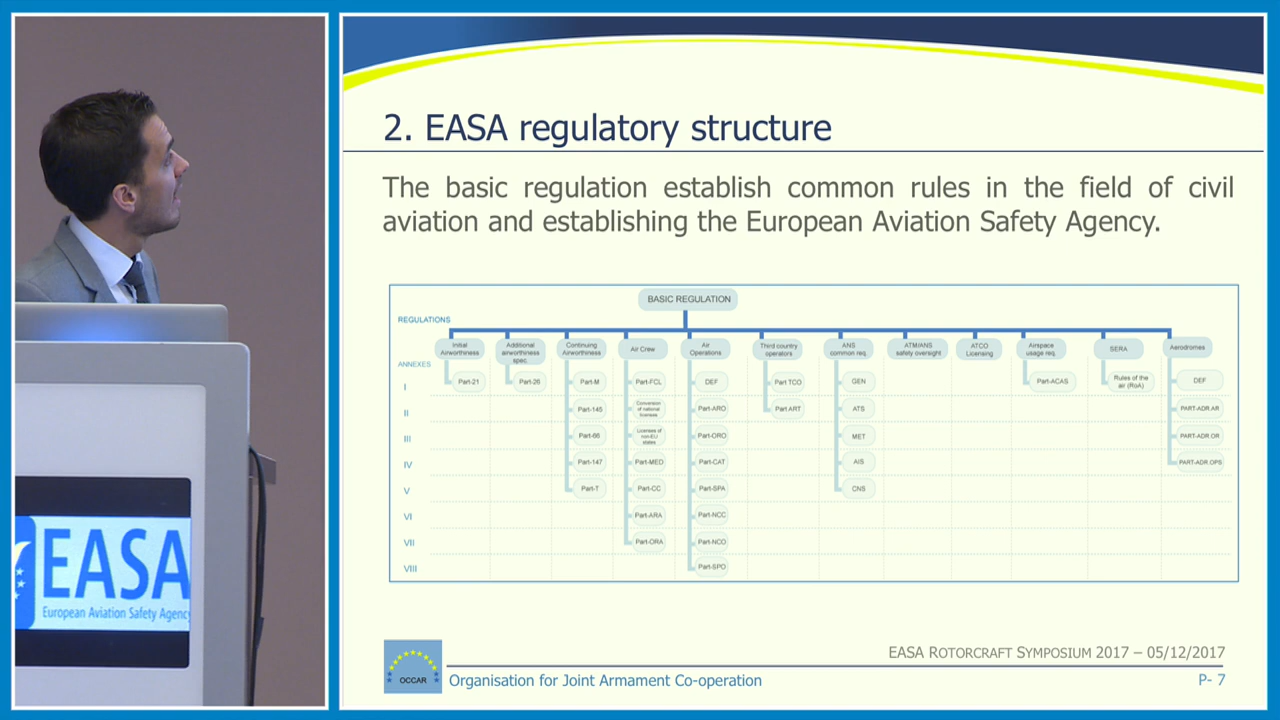 2. EASA regulatory structure
The basic regulation establish common rules in the field of civil
aviation and establishing the European Aviation Safety Agency.
BASIC REGULATION
REGULATIONS
Initial
Airworthiness
Additional
airworthiness
spec.
Continuing
Airworthiness
Air Crew
Air
Operations
Third country
operators
ANS
common req.
ATM/ANS
safety oversight
ATCO
Licensing
Airspace
usage req.
SERA
Aerodromes
ANNEXES
I
Part-21
Part-26
Part-M
Part-FCL
DEF
Part TCO
GEN
Part-ACAS
Rules of the
air (RoA)
DEF
II
Part-145
Conversion
of national
licenses
Part-ARO
Part ART
ATS
PART-ADR.AR
III
Part-66
Licenses of
non-EU
states
Part-ORO
MET
PART-ADR.OR
IV
Part-147
Part-MED
Part-CAT
AIS
PART-ADR.OPS
V
Part-T
Part-CC
Part-SPA
CNS
VI
Part-ARA
Part-NCC
VII
Part-ORA
Part-NCO
VIII
Part-SPO
EASA
European Aviation Safety Agency
EASA ROTORCRAFT SYMPOSIUM 2017 – 05/12/2017
OCCAR
Organisation for Joint Armament Co-operation
P- 7